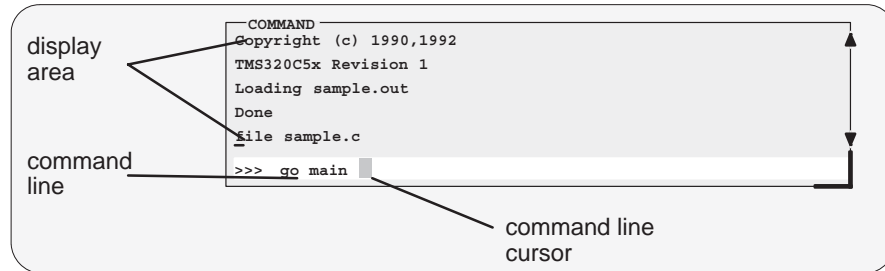 COMMAND
Copyright (c) 1990,1992
TMS320C5x Revision 1
Loading sample.out
Done
file sample.c
>>> go main
display
area
command
line
command line
cursor